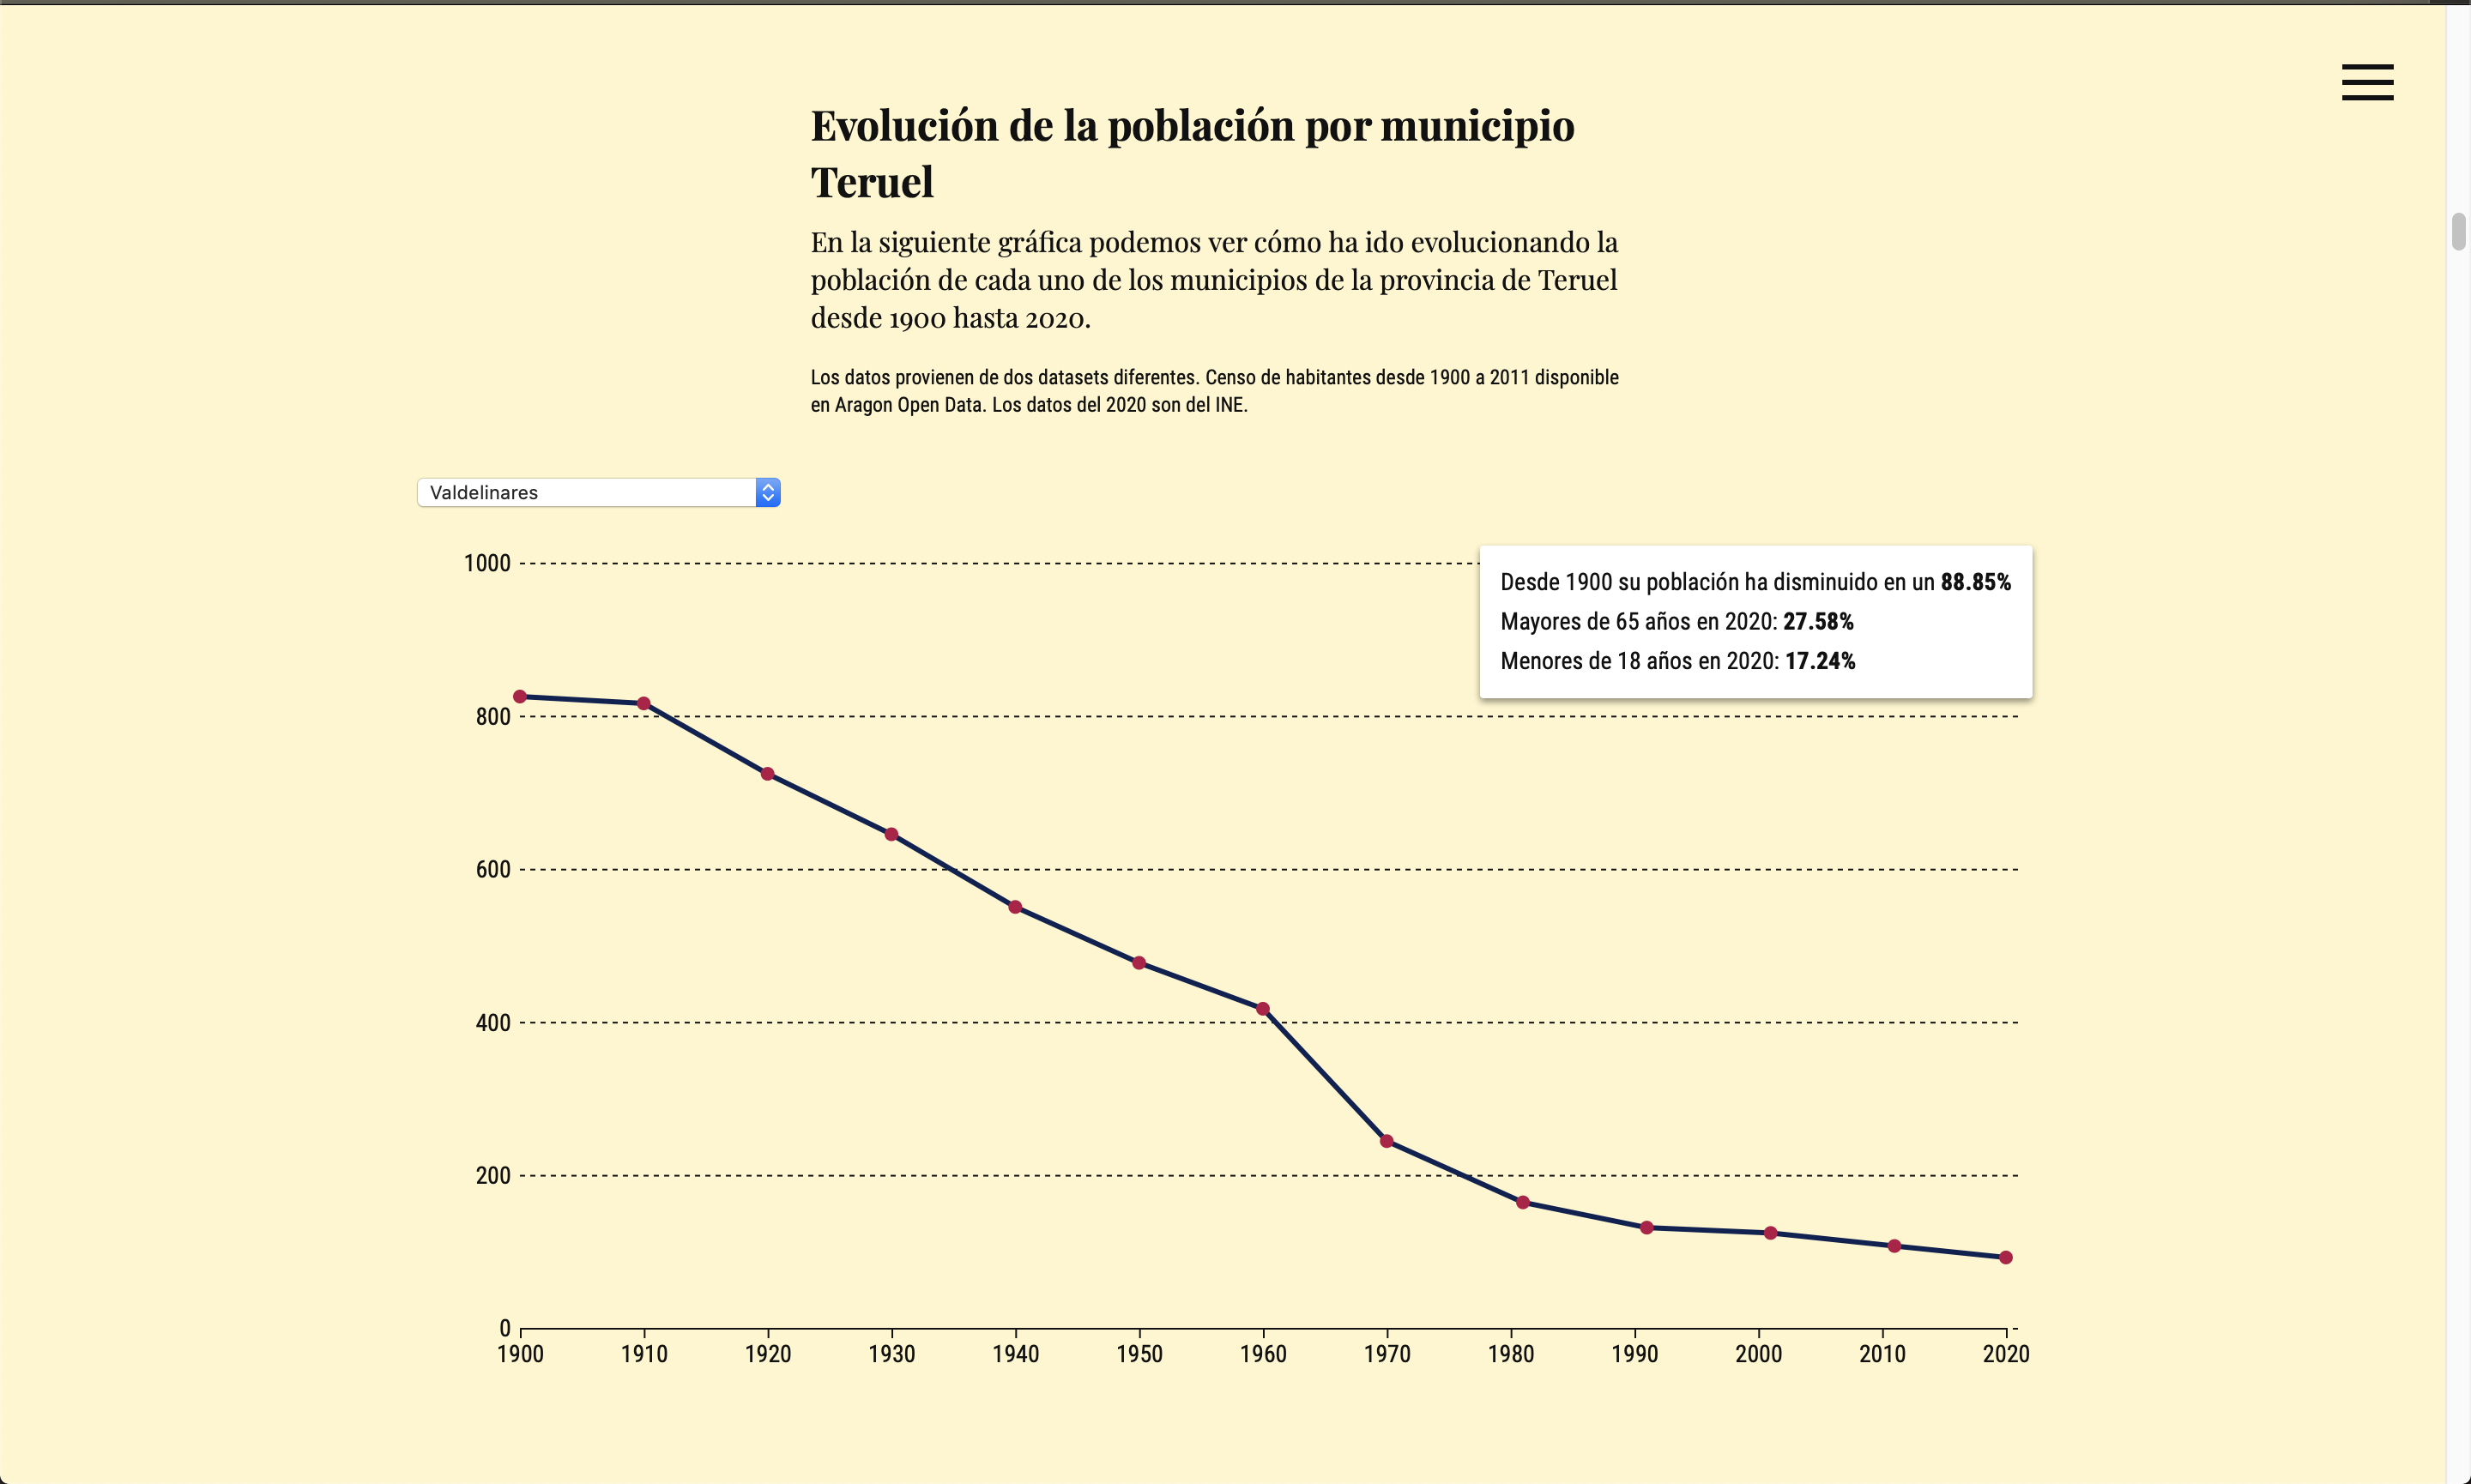 Evolución de la población por municipio
Teruel
En la siguiente gráfica podemos ver cómo ha ido evolucionando la
población de cada uno de los municipios de la provincia de Teruel
desde 1900 hasta 2020.
Los datos provienen de dos datasets diferentes. Censo de habitantes desde 1900 a 2011 disponible
en Aragon Open Data. Los datos del 2020 son del INE.
Valdelinares
Desde 1900 su población ha disminuido en un 88.85%
Mayores de 65 años en 2020: 27.58%
Menores de 18 años en 2020: 17.24%
1000
800
600
400
200
0
1900 1910 1920 1930 1940 1950 1960 1970 1980 1990 2000 2010 2020